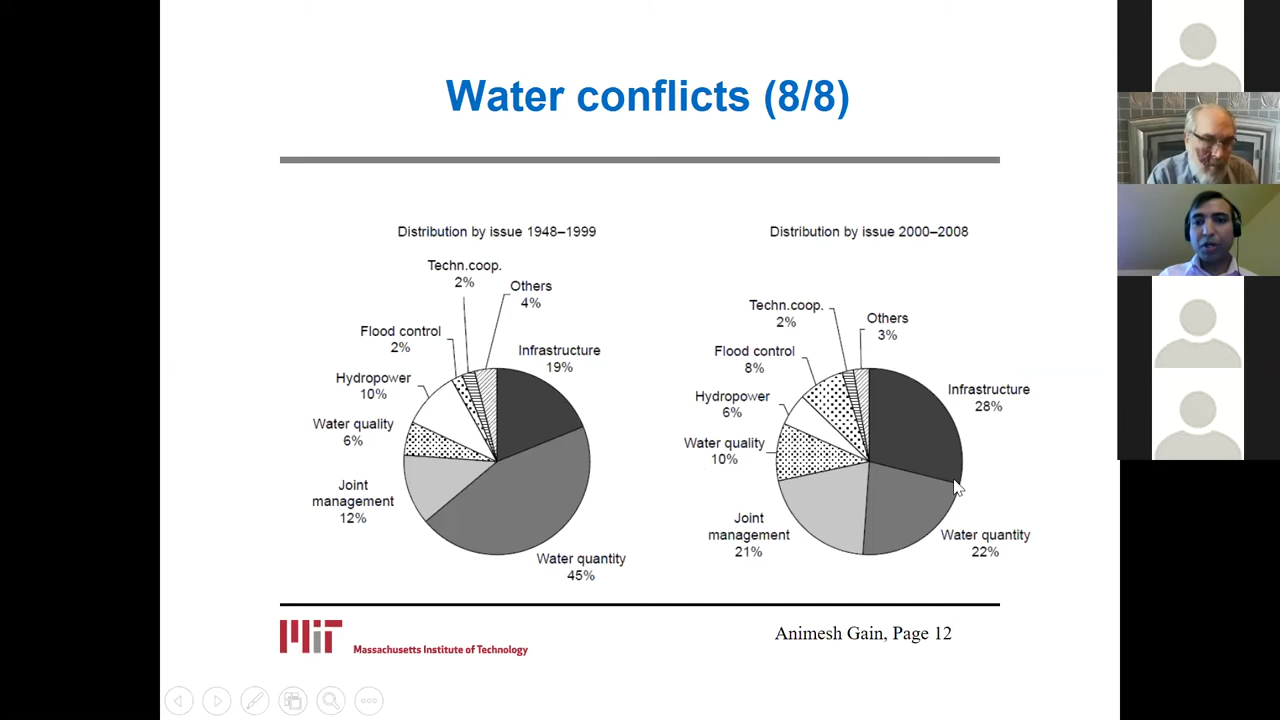 Water conflicts (8/8)
Distribution by issue 1948–1999
Techn.coop.
2%
Others
4%
Flood control
2%
Infrastructure
19%
Hydropower
10%
Water quality
6%
Joint
management
12%
Water quantity
45%
Distribution by issue 2000–2008
Techn.coop.
2%
Others
3%
Flood control
8%
Infrastructure
28%
Hydropower
6%
Water quality
10%
Joint
management
21%
Water quantity
22%
MIT
Massachusetts Institute of Technology
Animesh Gain, Page 12